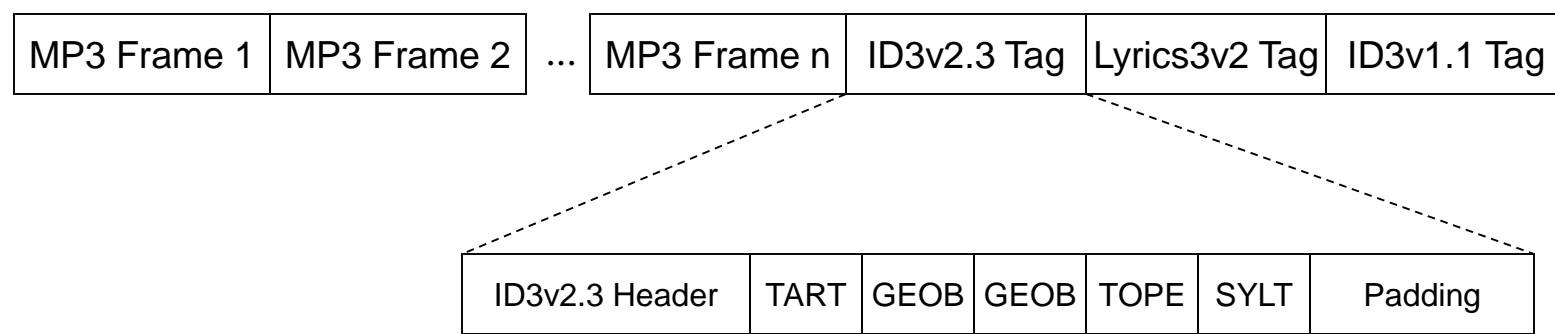 MP3 Frame 1 MP3 Frame 2 ... MP3 Frame n ID3v2.3 Tag Lyrics3v2 Tag ID3v1.1 Tag
ID3v2.3 Header TART GEOB GEOB TOPE SYLT Padding